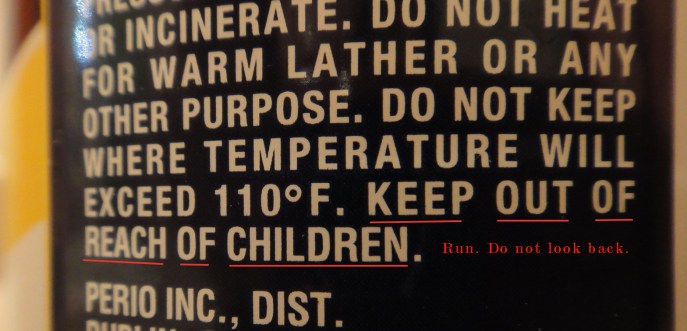 OR INCINERATE. DO NOT HEAT
FOR WARM LATHER OR ANY
OTHER PURPOSE. DO NOT KEEP
WHERE TEMPERATURE WILL
EXCEED 110°F. KEEP OUT OF
REACH OF CHILDREN. Run. Do not look back.
PERIO INC., DIST.